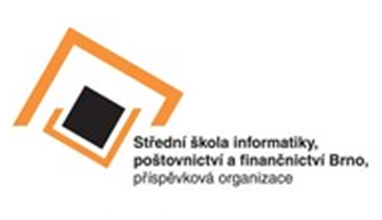 Střední škola informatiky,
poštovnictví a finančnictví Brno,
příspěvková organizace